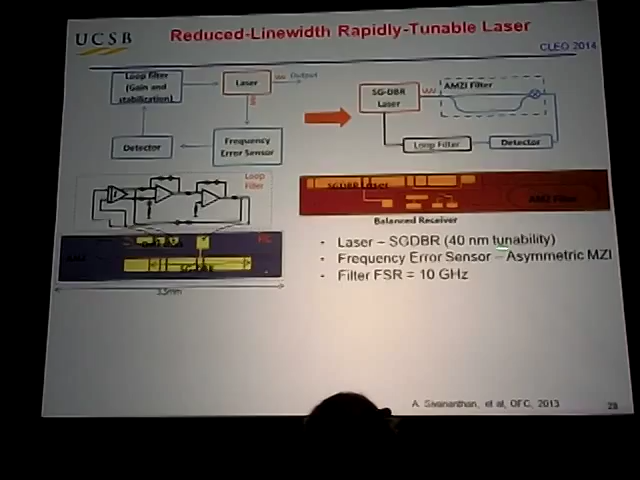 UCSB
Reduced-Linewidth Rapidly-Tunable Laser
CLEO 2014
Loop filter
(Gain and
stabilization)
Laser
Output
Detector
Frequency
Error Sensor
SG-DBR
Laser
AMZI Filter
Loop Filter
Detector
Loop
Filter
SGDBR Laser
AMZI Filter
Balanced Receiver
3.5mm
- Laser – SGDBR (40 nm tunability)
- Frequency Error Sensor – Asymmetric MZI
- Filter FSR = 10 GHz
A. Sivananthan, et al, OFC, 2013
28